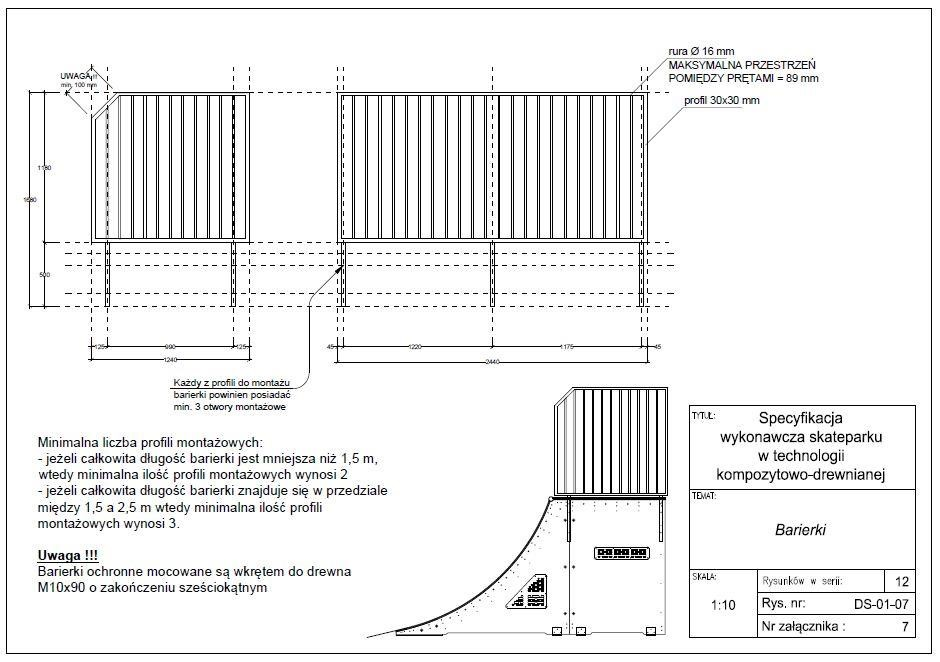 rura Ø 16 mm
MAKSYMALNA PRZESTRZEŃ
POMIĘDZY PRĘTAMI = 89 mm
profil 30x30 mm
UWAGA !!
min. 100 mm
1180
1680
500
125
990
125
1240
45
1220
1175
45
2440
Każdy z profili do montażu
barierki powinien posiadać
min. 3 otwory montażowe
Minimalna liczba profili montażowych:
- jeżeli całkowita długość barierki jest mniejsza niż 1,5 m,
wtedy minimalna ilość profili montażowych wynosi 2
- jeżeli całkowita długość barierki znajduje się w przedziale
między 1,5 a 2,5 m wtedy minimalna ilość profili
montażowych wynosi 3.
Uwaga !!!
Barierki ochronne mocowane są wkrętem do drewna
M10x90 o zakończeniu sześciokątnym
TYTUŁ:
Specyfikacja
wykonawcza skateparku
w technologii
kompozytowo-drewnianej
TEMAT:
Barierki
SKALA:
1:10
Rysunków w serii:
12
Rys. nr:
DS-01-07
Nr załącznika :
7